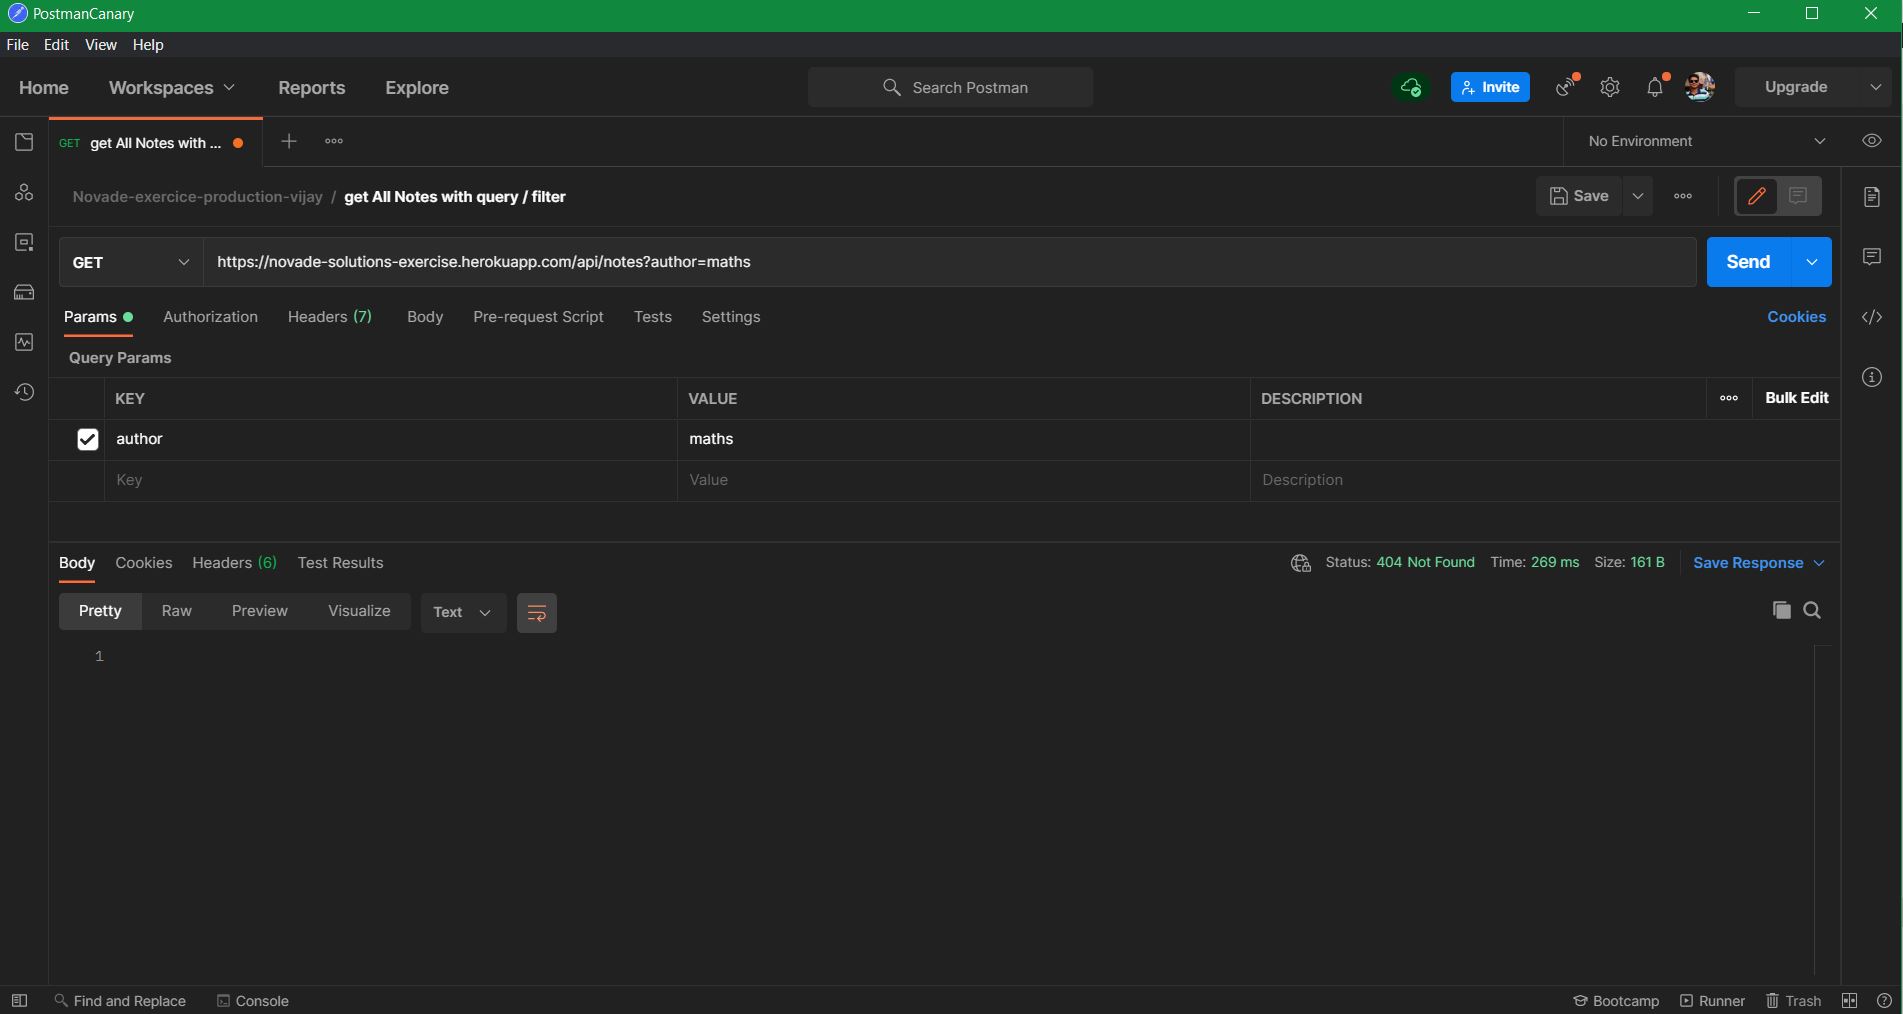 PostmanCanary
File Edit View Help
Home Workspaces Reports Explore Search Postman Invite Upgrade
GET get All Notes with ... No Environment
Novade-exercice-production-vijay / get All Notes with query / filter Save
GET https://novade-solutions-exercise.herokuapp.com/api/notes?author=maths Send
Params Authorization Headers (7) Body Pre-request Script Tests Settings Cookies
Query Params
KEY VALUE DESCRIPTION Bulk Edit
author maths
Key Value Description
Body Cookies Headers (6) Test Results Status: 404 Not Found Time: 269 ms Size: 161 B Save Response
Pretty Raw Preview Visualize Text
1
Find and Replace Console Bootcamp Runner Trash